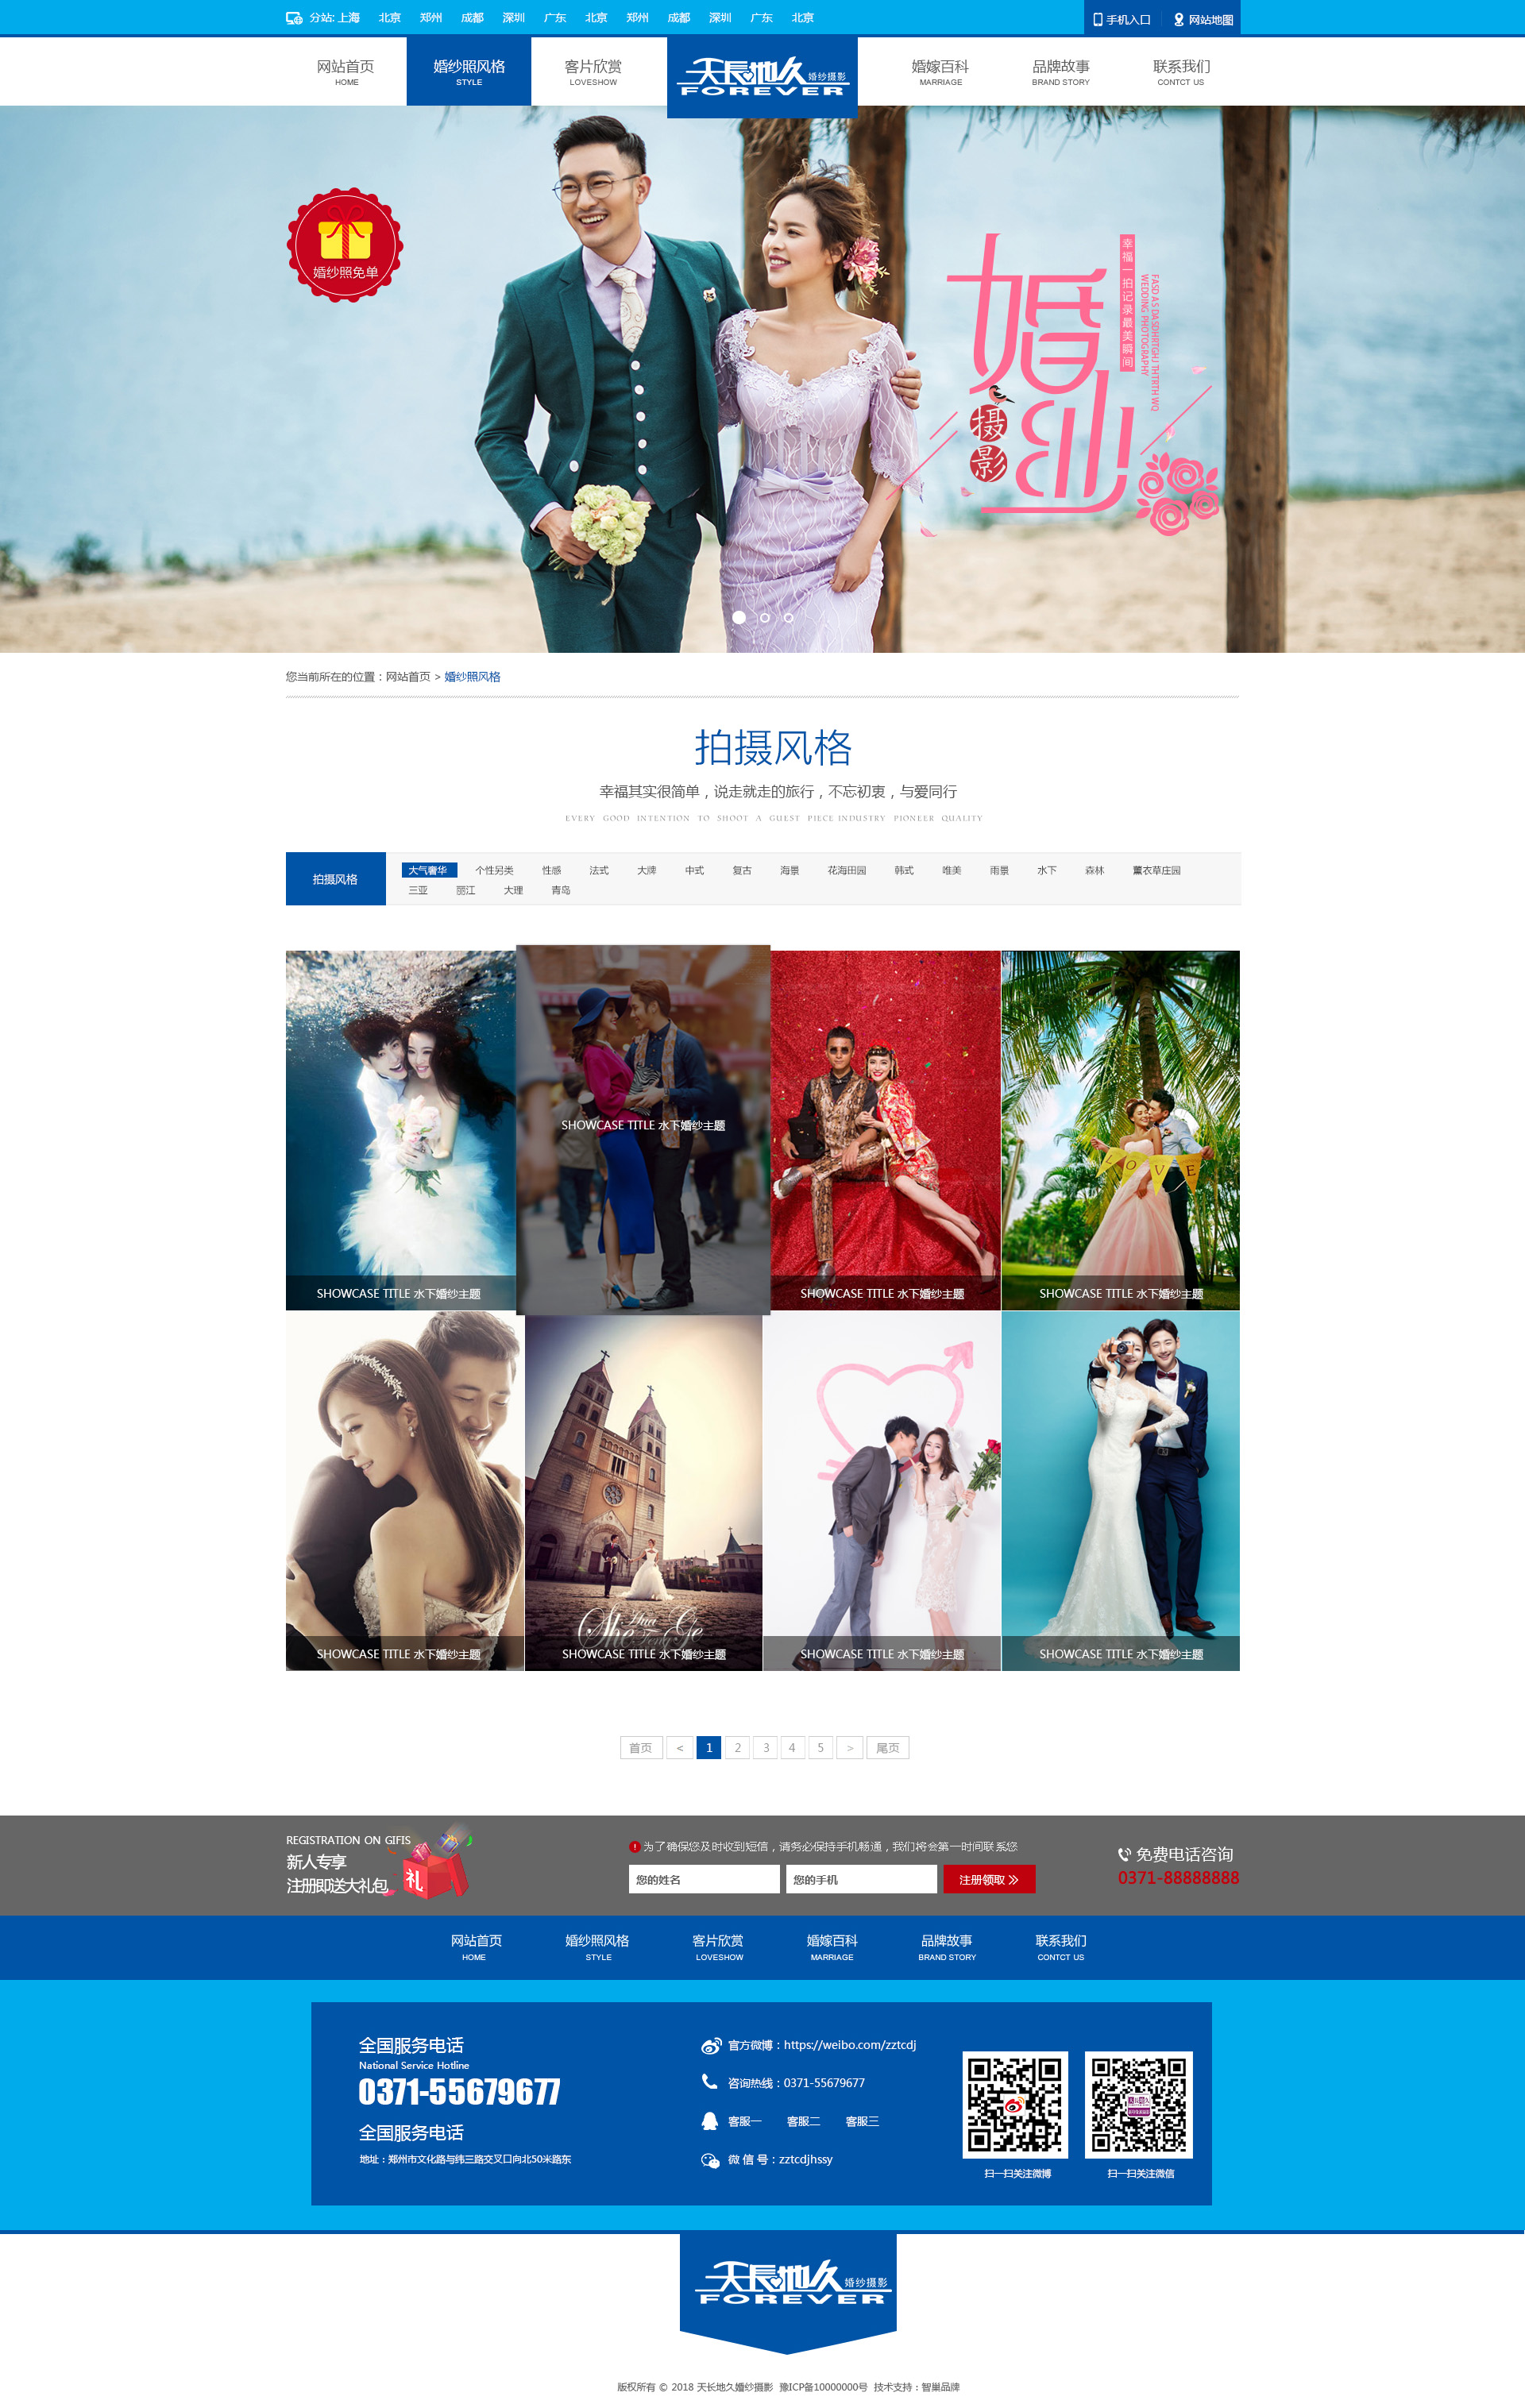 分站: 上海 北京 郑州 成都 深圳 广东 北京 郑州 成都 深圳 广东 北京 手机入口 网站地图
网站首页 婚纱照风格 客片欣赏 天长地久 婚纱摄影 婚嫁百科 品牌故事 联系我们
HOME STYLE LOVESHOW FOREVER MARRIAGE BRAND STORY CONTCT US
婚纱照免单
婚纱
摄影
幸福一拍记录最美瞬间
FASD A S DASDHRTGHJ THTRTH WQ
WEDDING PHOTOGRAPHY
您当前所在的位置：网站首页 > 婚纱照风格
拍摄风格
幸福其实很简单，说走就走的旅行，不忘初衷，与爱同行
EVERY GOOD INTENTION TO SHOOT A GUEST PIECE INDUSTRY PIONEER QUALITY
拍摄风格
大气奢华 个性另类 性感 法式 大牌 中式 复古 海景 花海田园 韩式 唯美 雨景 水下 森林 薰衣草庄园
三亚 丽江 大理 青岛
SHOWCASE TITLE 水下婚纱主题
LOVE
SHOWCASE TITLE 水下婚纱主题 SHOWCASE TITLE 水下婚纱主题 SHOWCASE TITLE 水下婚纱主题
SHOWCASE TITLE 水下婚纱主题 SHOWCASE TITLE 水下婚纱主题 SHOWCASE TITLE 水下婚纱主题 SHOWCASE TITLE 水下婚纱主题
首页 < 1 2 3 4 5 > 尾页
REGISTRATION ON GIFIS
新人专享
注册即送大礼包
礼
为了确保您及时收到短信，请务必保持手机畅通，我们将会第一时间联系您
您的姓名 您的手机 注册领取
免费电话咨询
0371-88888888
网站首页 婚纱照风格 客片欣赏 婚嫁百科 品牌故事 联系我们
HOME STYLE LOVESHOW MARRIAGE BRAND STORY CONTCT US
全国服务电话
National Service Hotline
0371-55679677
全国服务电话
地址：郑州市文化路与纬三路交叉口向北50米路东
官方微博：https://weibo.com/zztcdj
咨询热线：0371-55679677
客服一 客服二 客服三
微 信 号：zztcdjhssy
扫一扫关注微博 扫一扫关注微信
天长地久 婚纱摄影
FOREVER
版权所有 © 2018 天长地久婚纱摄影 豫ICP备10000000号 技术支持：智巢品牌